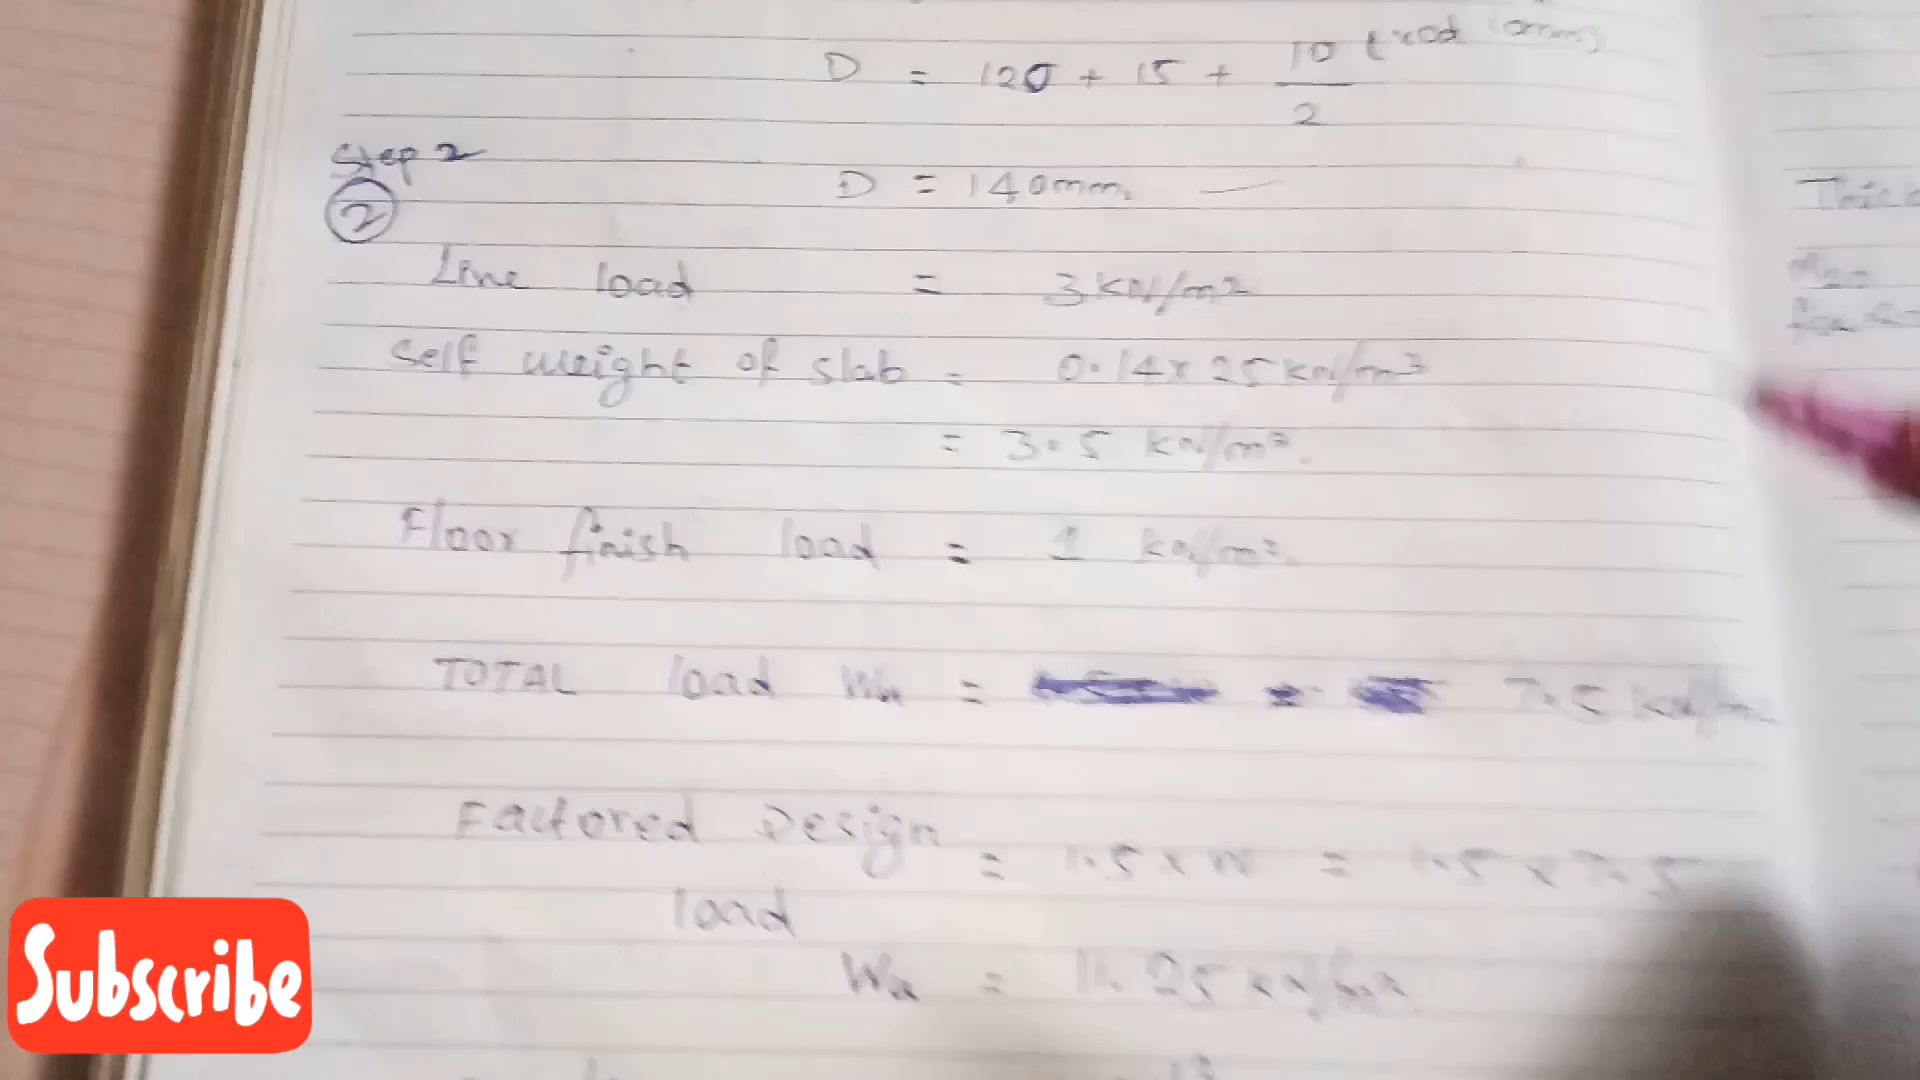 D = 120 + 15 + 10/2 (rod 10mm)
Step 2
②
D = 140mm.
Live load = 3 kN/m2
Self weight of slab = 0.14 x 25 kN/m3
= 3.5 kN/m2.
Floor finish load = 1 kN/m2.
TOTAL load Wu = 7.5 kN/m
Factored Design load = 1.5 x W = 1.5 x 7.5
Wu = 11.25 kN/m2.
Subscribe